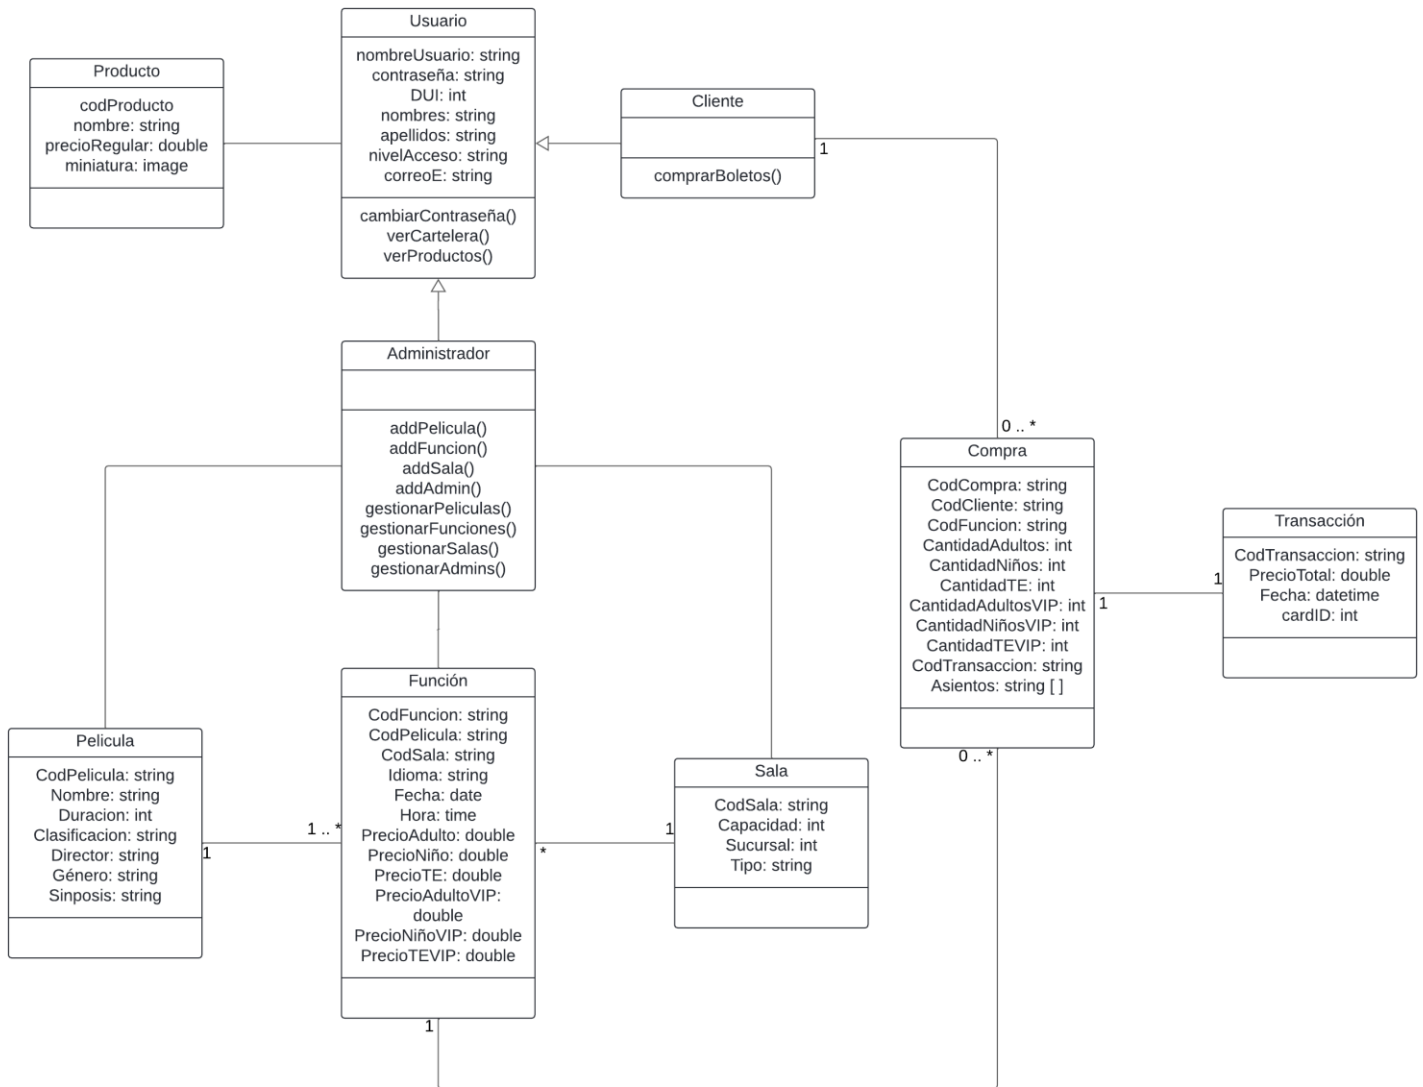 Usuario
nombreUsuario: string
contraseña: string
DUI: int
nombres: string
apellidos: string
nivelAcceso: string
correoE: string
cambiarContraseña()
verCartelera()
verProductos()
Producto
codProducto
nombre: string
precioRegular: double
miniatura: image
Cliente
comprarBoletos()
1
0 .. *
Administrador
addPelicula()
addFuncion()
addSala()
addAdmin()
gestionarPeliculas()
gestionarFunciones()
gestionarSalas()
gestionarAdmins()
Compra
CodCompra: string
CodCliente: string
CodFuncion: string
CantidadAdultos: int
CantidadNiños: int
CantidadTE: int
CantidadAdultosVIP: int
CantidadNiñosVIP: int
CantidadTEVIP: int
CodTransaccion: string
Asientos: string [ ]
1
1
0 .. *
Transacción
CodTransaccion: string
PrecioTotal: double
Fecha: datetime
cardID: int
Pelicula
CodPelicula: string
Nombre: string
Duracion: int
Clasificacion: string
Director: string
Género: string
Sinposis: string
1
1 .. *
Función
CodFuncion: string
CodPelicula: string
CodSala: string
Idioma: string
Fecha: date
Hora: time
PrecioAdulto: double
PrecioNiño: double
PrecioTE: double
PrecioAdultoVIP:
double
PrecioNiñoVIP: double
PrecioTEVIP: double
*
1
1
Sala
CodSala: string
Capacidad: int
Sucursal: int
Tipo: string